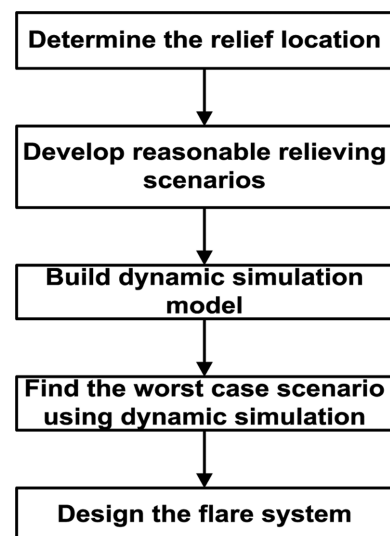 Determine the relief location
Develop reasonable relieving
scenarios
Build dynamic simulation
model
Find the worst case scenario
using dynamic simulation
Design the flare system